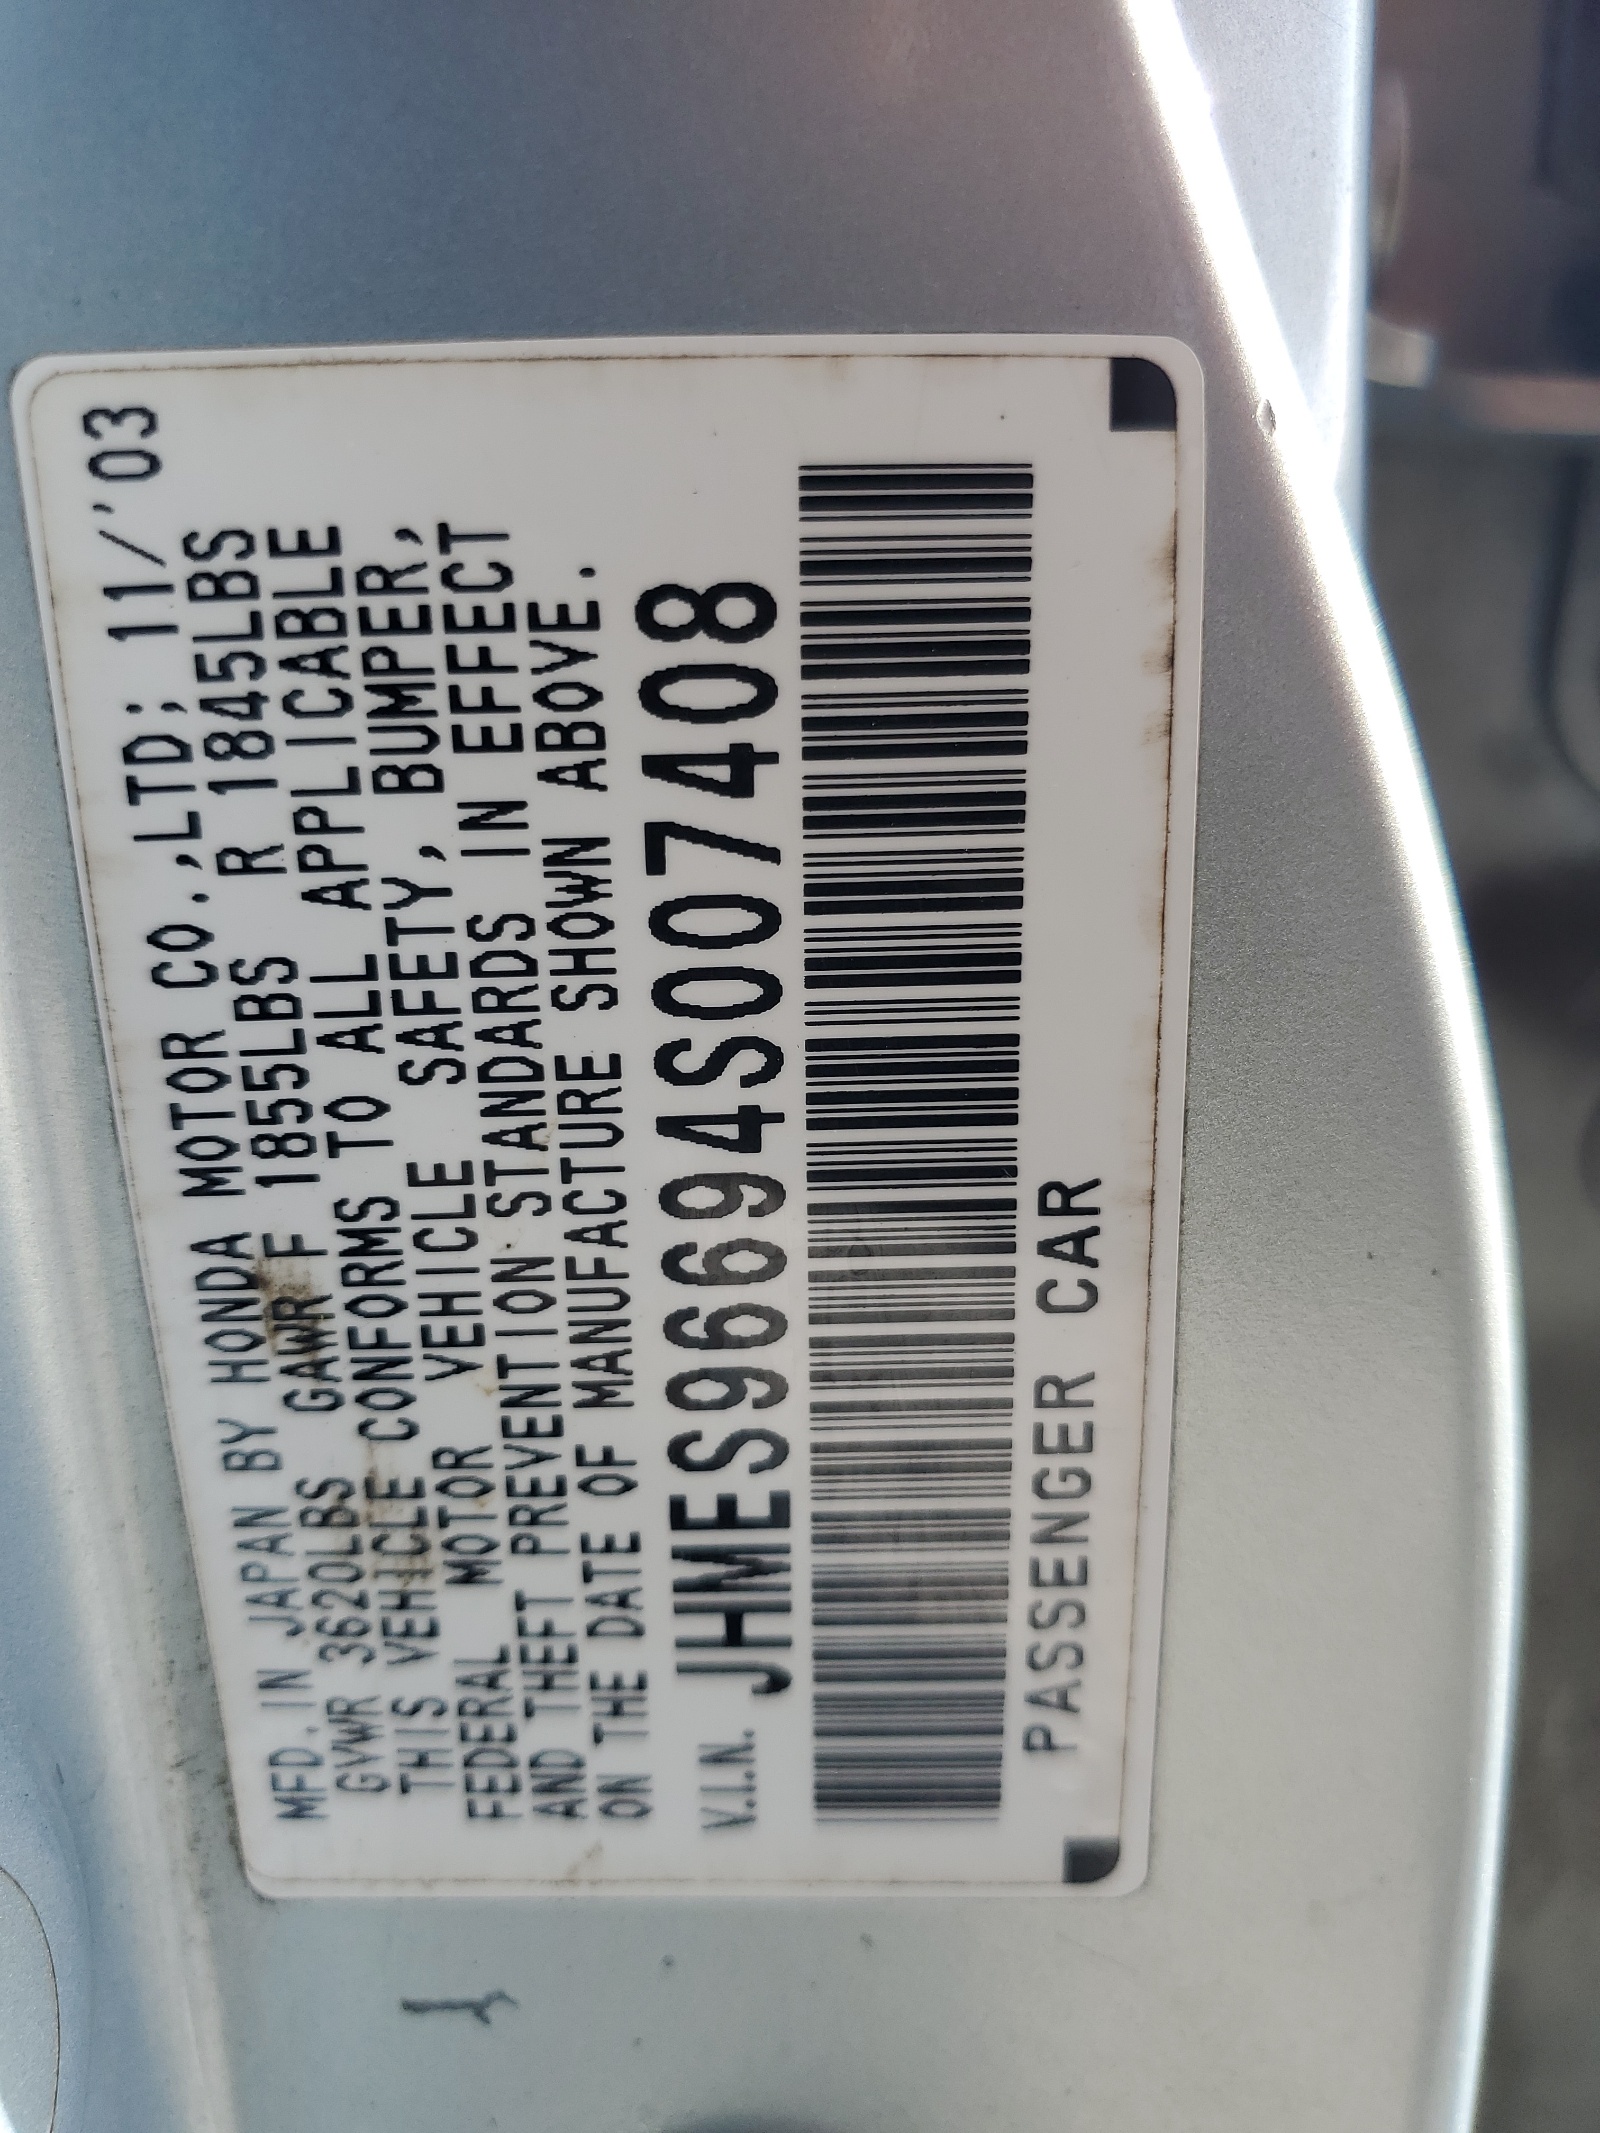 MFD. IN JAPAN BY HONDA MOTOR CO.,LTD; 11/'03
GVWR 3620LBS GAWR F 1855LBS R 1845LBS
THIS VEHICLE CONFORMS TO ALL APPLICABLE
FEDERAL MOTOR VEHICLE SAFETY, BUMPER,
AND THEFT PREVENTION STANDARDS IN EFFECT
ON THE DATE OF MANUFACTURE SHOWN ABOVE.
V.I.N. JHMES96694S007408
PASSENGER CAR